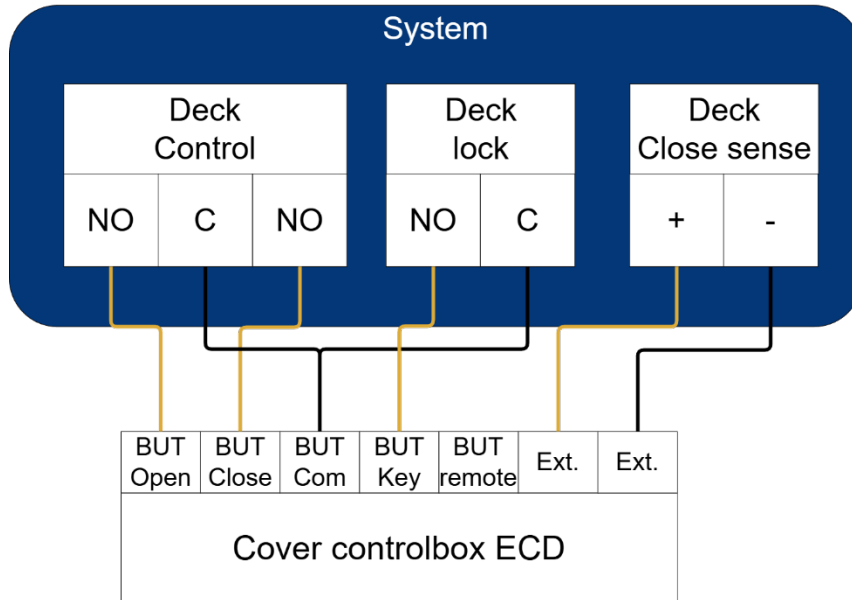 System
Deck
Control
Deck
lock
Deck
Close sense
NO
C
NO
NO
C
+
-
BUT
Open
BUT
Close
BUT
Com
BUT
Key
BUT
remote
Ext.
Ext.
Cover controlbox ECD